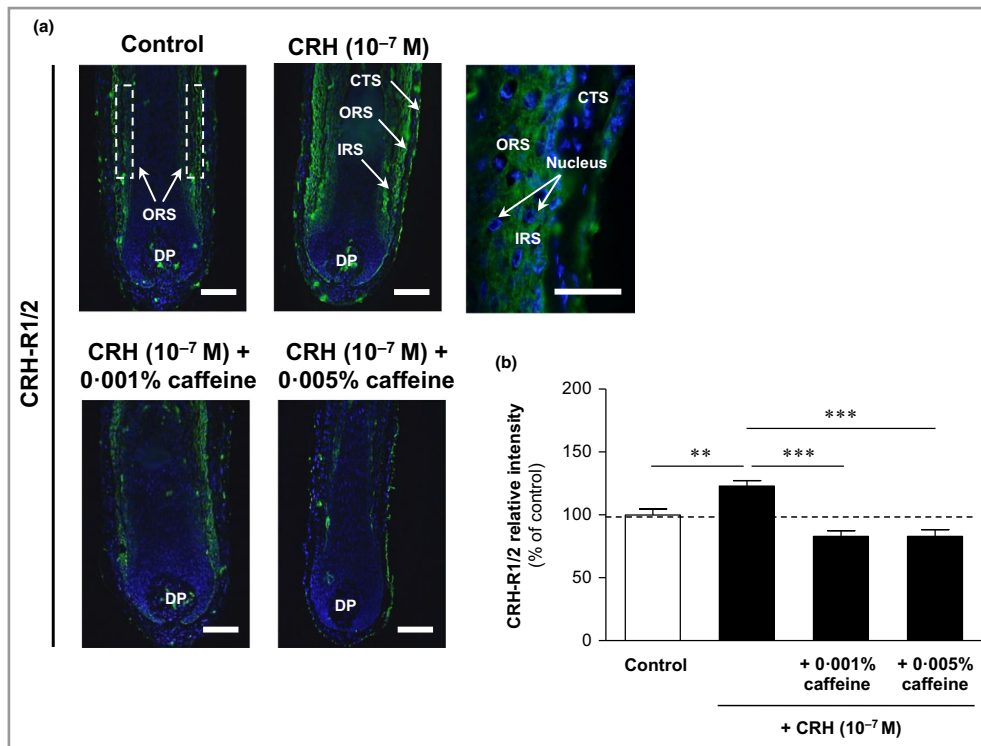 (a)
Control
CRH (10⁻⁷ M)
CRH-R1/2
ORS
DP
CTS
ORS
IRS
DP
CTS
ORS
Nucleus
IRS
CRH (10⁻⁷ M) +
0·001% caffeine
CRH (10⁻⁷ M) +
0·005% caffeine
DP
DP
(b)
CRH-R1/2 relative intensity
(% of control)
200
150
100
50
0
**
***
***
Control
+ 0·001%
caffeine
+ 0·005%
caffeine
+ CRH (10⁻⁷ M)